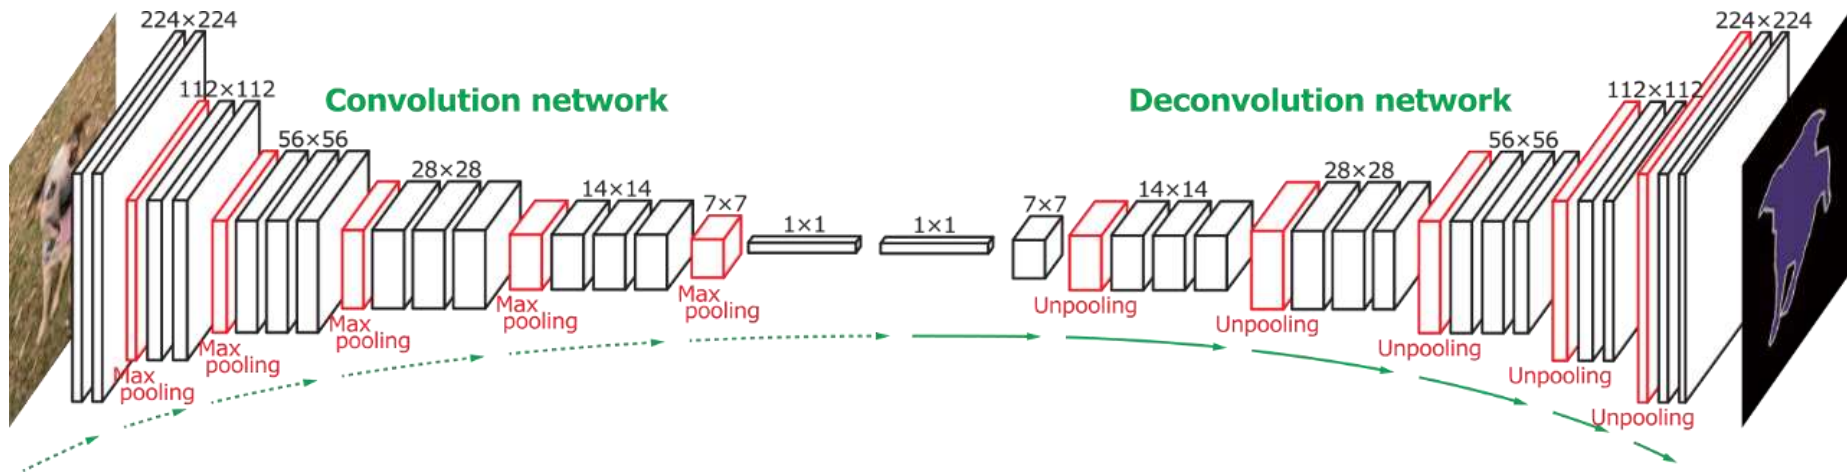 224×224
112×112
Convolution network
56×56
28×28
14×14
7×7
1×1
1×1
7×7
14×14
28×28
Deconvolution network
56×56
112×112
224×224
Max
pooling
Max
pooling
Max
pooling
Max
pooling
Max
pooling
Unpooling
Unpooling
Unpooling
Unpooling
Unpooling